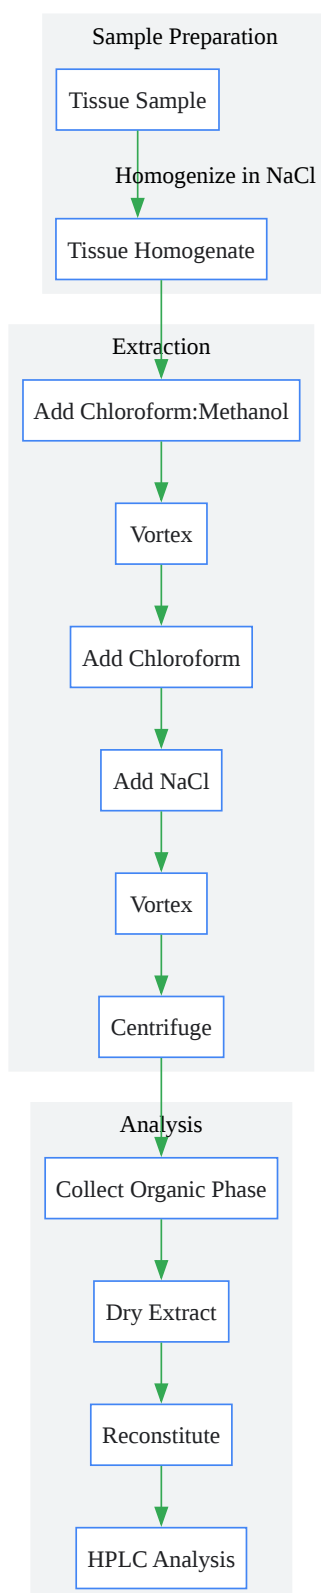 Sample Preparation
Tissue Sample
Homogenize in NaCl
Tissue Homogenate
Extraction
Add Chloroform:Methanol
Vortex
Add Chloroform
Add NaCl
Vortex
Centrifuge
Analysis
Collect Organic Phase
Dry Extract
Reconstitute
HPLC Analysis